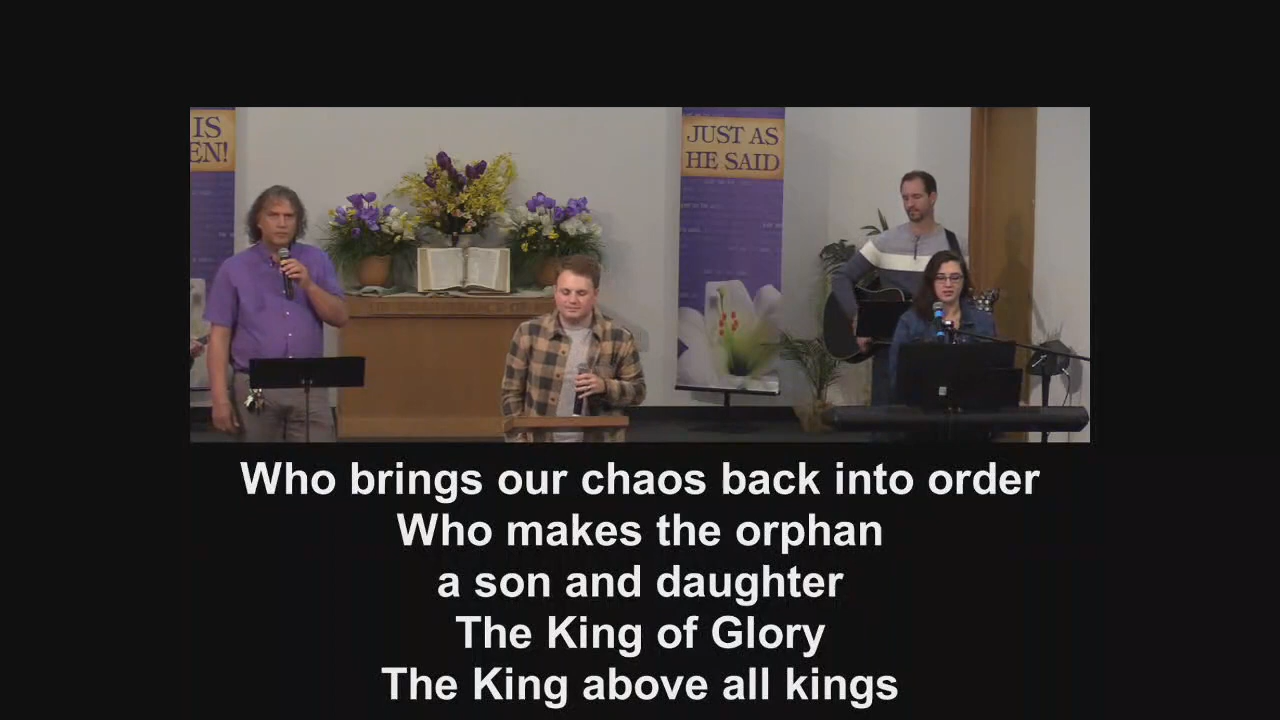 IS
EN!
JUST AS
HE SAID
Who brings our chaos back into order
Who makes the orphan
a son and daughter
The King of Glory
The King above all kings